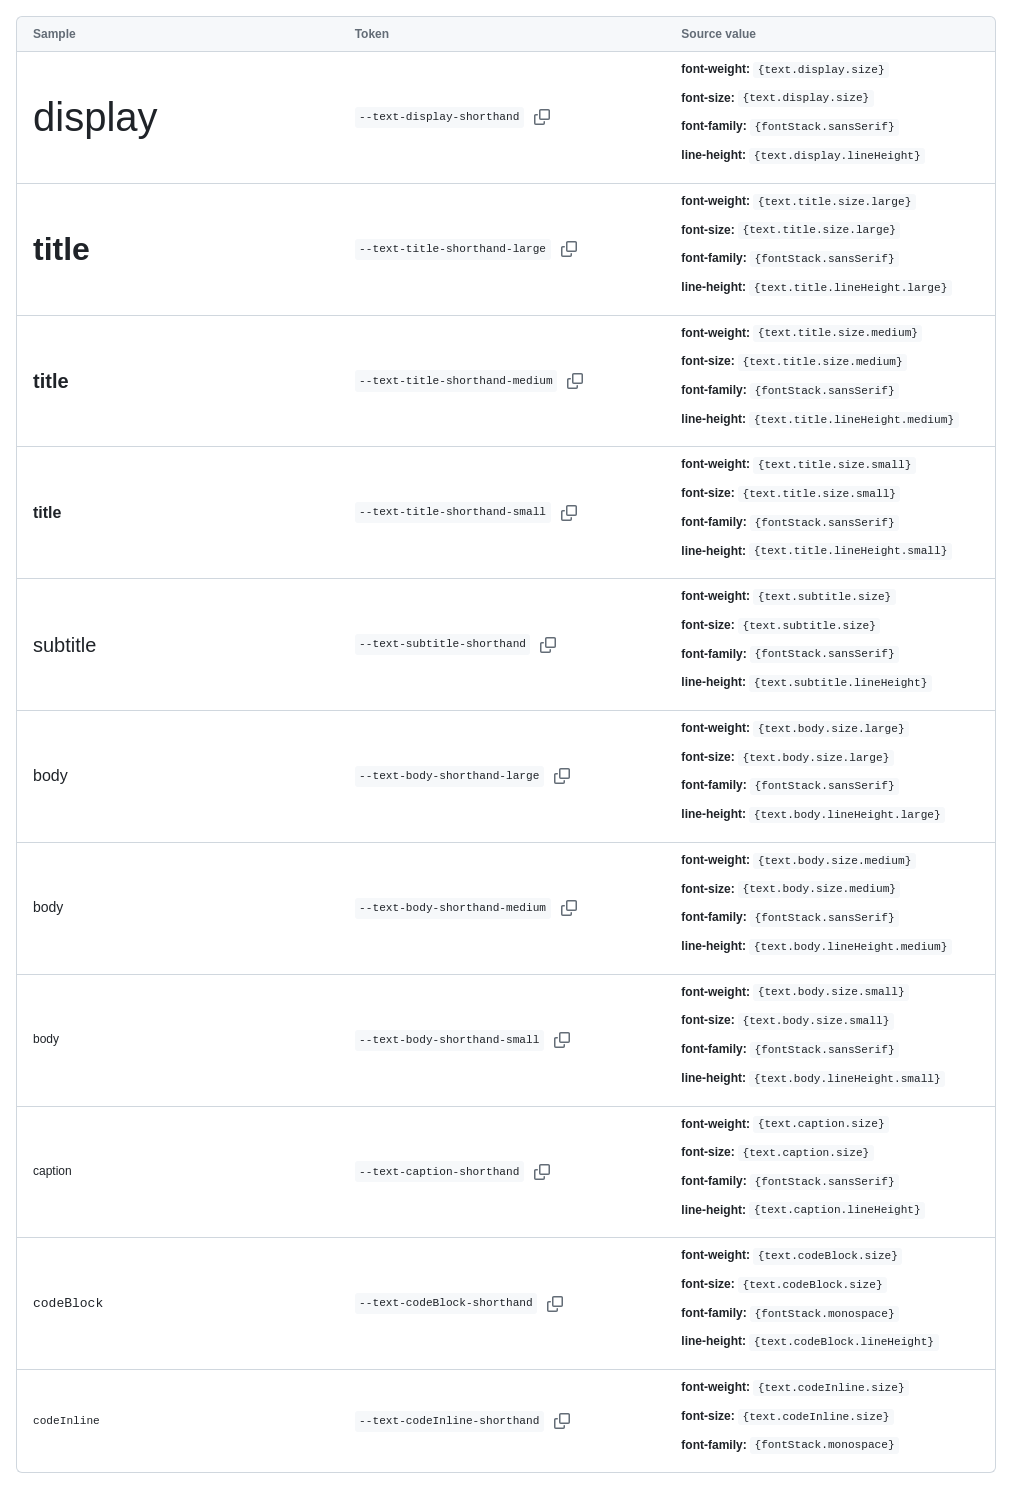 Sample Token Source value
display --text-display-shorthand font-weight: {text.display.size}
font-size: {text.display.size}
font-family: {fontStack.sansSerif}
line-height: {text.display.lineHeight}
title --text-title-shorthand-large font-weight: {text.title.size.large}
font-size: {text.title.size.large}
font-family: {fontStack.sansSerif}
line-height: {text.title.lineHeight.large}
title --text-title-shorthand-medium font-weight: {text.title.size.medium}
font-size: {text.title.size.medium}
font-family: {fontStack.sansSerif}
line-height: {text.title.lineHeight.medium}
title --text-title-shorthand-small font-weight: {text.title.size.small}
font-size: {text.title.size.small}
font-family: {fontStack.sansSerif}
line-height: {text.title.lineHeight.small}
subtitle --text-subtitle-shorthand font-weight: {text.subtitle.size}
font-size: {text.subtitle.size}
font-family: {fontStack.sansSerif}
line-height: {text.subtitle.lineHeight}
body --text-body-shorthand-large font-weight: {text.body.size.large}
font-size: {text.body.size.large}
font-family: {fontStack.sansSerif}
line-height: {text.body.lineHeight.large}
body --text-body-shorthand-medium font-weight: {text.body.size.medium}
font-size: {text.body.size.medium}
font-family: {fontStack.sansSerif}
line-height: {text.body.lineHeight.medium}
body --text-body-shorthand-small font-weight: {text.body.size.small}
font-size: {text.body.size.small}
font-family: {fontStack.sansSerif}
line-height: {text.body.lineHeight.small}
caption --text-caption-shorthand font-weight: {text.caption.size}
font-size: {text.caption.size}
font-family: {fontStack.sansSerif}
line-height: {text.caption.lineHeight}
codeBlock --text-codeBlock-shorthand font-weight: {text.codeBlock.size}
font-size: {text.codeBlock.size}
font-family: {fontStack.monospace}
line-height: {text.codeBlock.lineHeight}
codeInline --text-codeInline-shorthand font-weight: {text.codeInline.size}
font-size: {text.codeInline.size}
font-family: {fontStack.monospace}